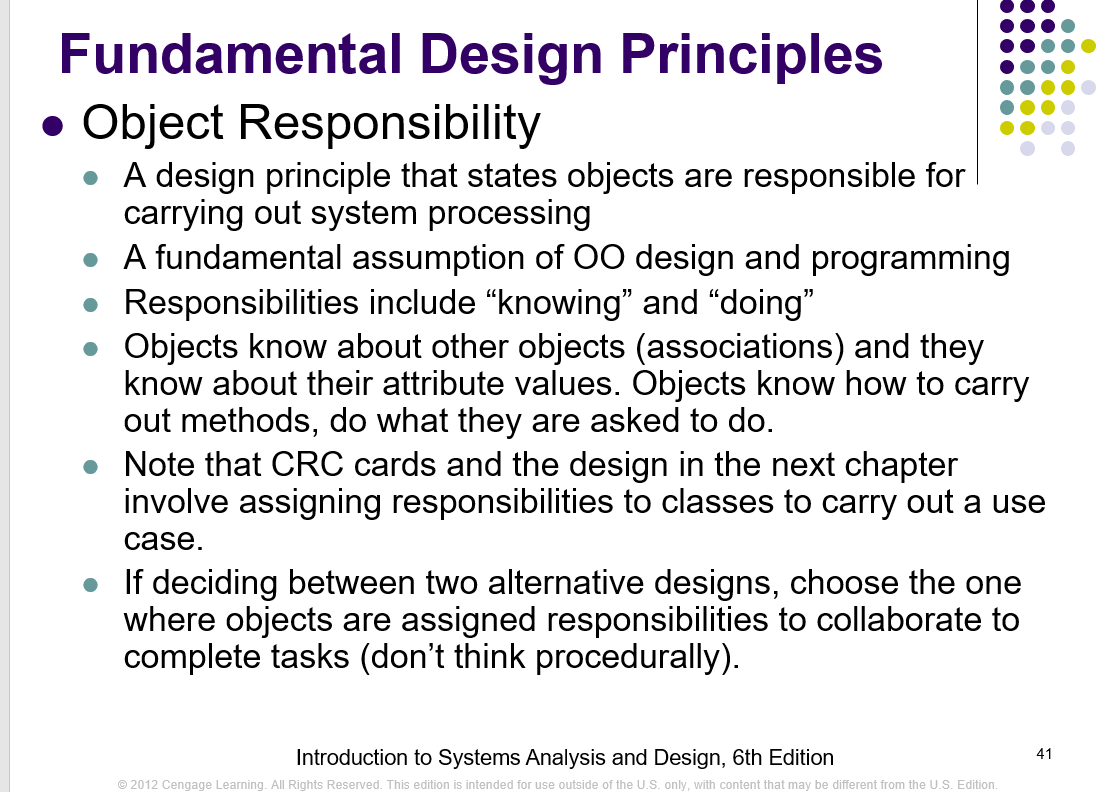 Fundamental Design Principles
Object Responsibility
A design principle that states objects are responsible for
carrying out system processing
A fundamental assumption of OO design and programming
Responsibilities include “knowing” and “doing”
Objects know about other objects (associations) and they
know about their attribute values. Objects know how to carry
out methods, do what they are asked to do.
Note that CRC cards and the design in the next chapter
involve assigning responsibilities to classes to carry out a use
case.
If deciding between two alternative designs, choose the one
where objects are assigned responsibilities to collaborate to
complete tasks (don’t think procedurally).
Introduction to Systems Analysis and Design, 6th Edition
41
© 2012 Cengage Learning. All Rights Reserved. This edition is intended for use outside of the U.S. only, with content that may be different from the U.S. Edition.